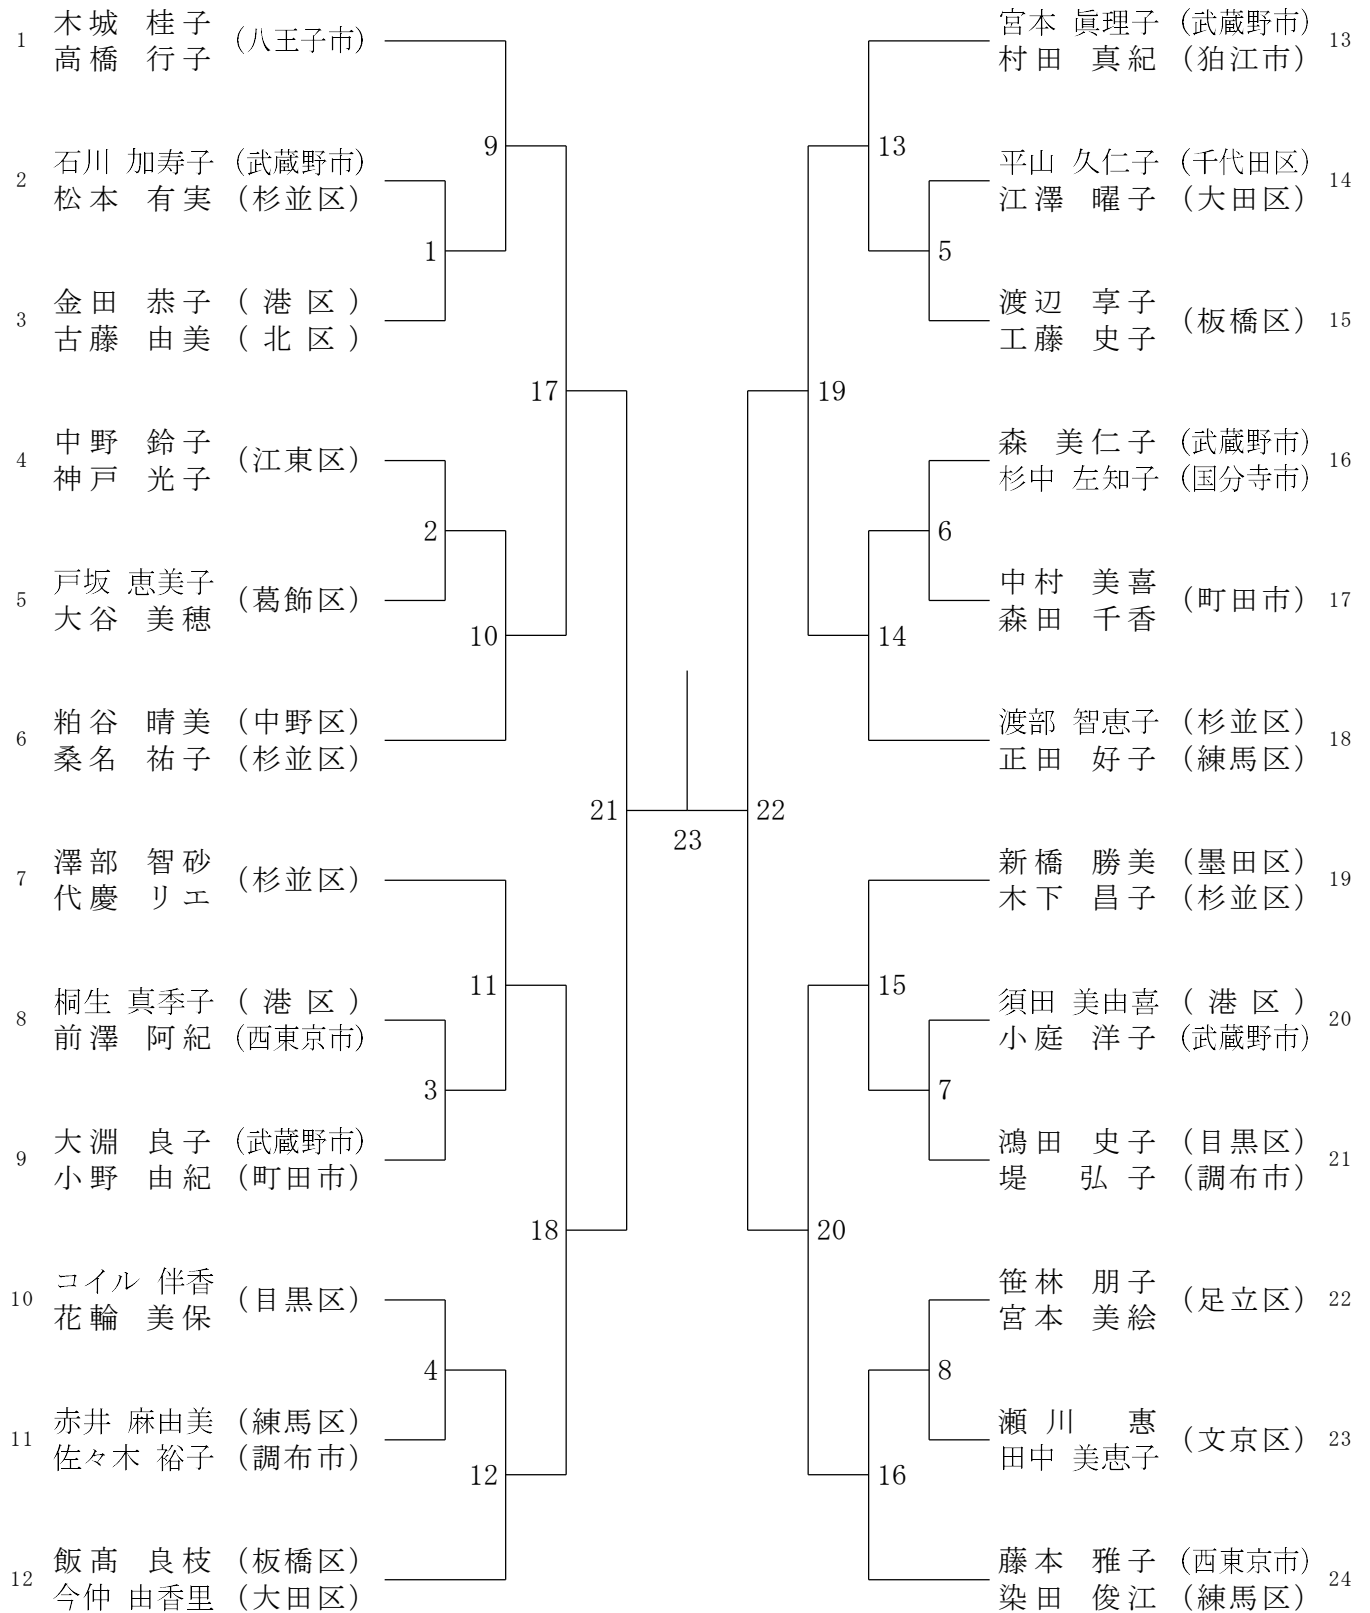 1 木城 桂子 (八王子市)
高橋 行子
2 石川 加寿子 (武蔵野市)
松本 有実 (杉並区)
3 金田 恭子 (港区)
古藤 由美 (北区)
4 中野 鈴子 (江東区)
神戸 光子
5 戸坂 恵美子 (葛飾区)
大谷 美穂
6 粕谷 晴美 (中野区)
桑名 祐子 (杉並区)
7 澤部 智砂 (杉並区)
代慶 リエ
8 桐生 真季子 (港区)
前澤 阿紀 (西東京市)
9 大淵 良子 (武蔵野市)
小野 由紀 (町田市)
10 コイル 伴香 (目黒区)
花輪 美保
11 赤井 麻由美 (練馬区)
佐々木 裕子 (調布市)
12 飯髙 良枝 (板橋区)
今仲 由香里 (大田区)
9
1
17
2
10
21
11
3
18
4
12
23
13
5
19
6
14
22
15
7
20
8
16
宮本 眞理子 (武蔵野市) 13
村田 真紀 (狛江市)
平山 久仁子 (千代田区) 14
江澤 曜子 (大田区)
渡辺 享子 (板橋区) 15
工藤 史子
森 美仁子 (武蔵野市) 16
杉中 左知子 (国分寺市)
中村 美喜 (町田市) 17
森田 千香
渡部 智恵子 (杉並区) 18
正田 好子 (練馬区)
新橋 勝美 (墨田区) 19
木下 昌子 (杉並区)
須田 美由喜 (港区) 20
小庭 洋子 (武蔵野市)
鴻田 史子 (目黒区) 21
堤 弘子 (調布市)
笹林 朋子 (足立区) 22
宮本 美絵
瀬川 惠 (文京区) 23
田中 美恵子
藤本 雅子 (西東京市) 24
染田 俊江 (練馬区)